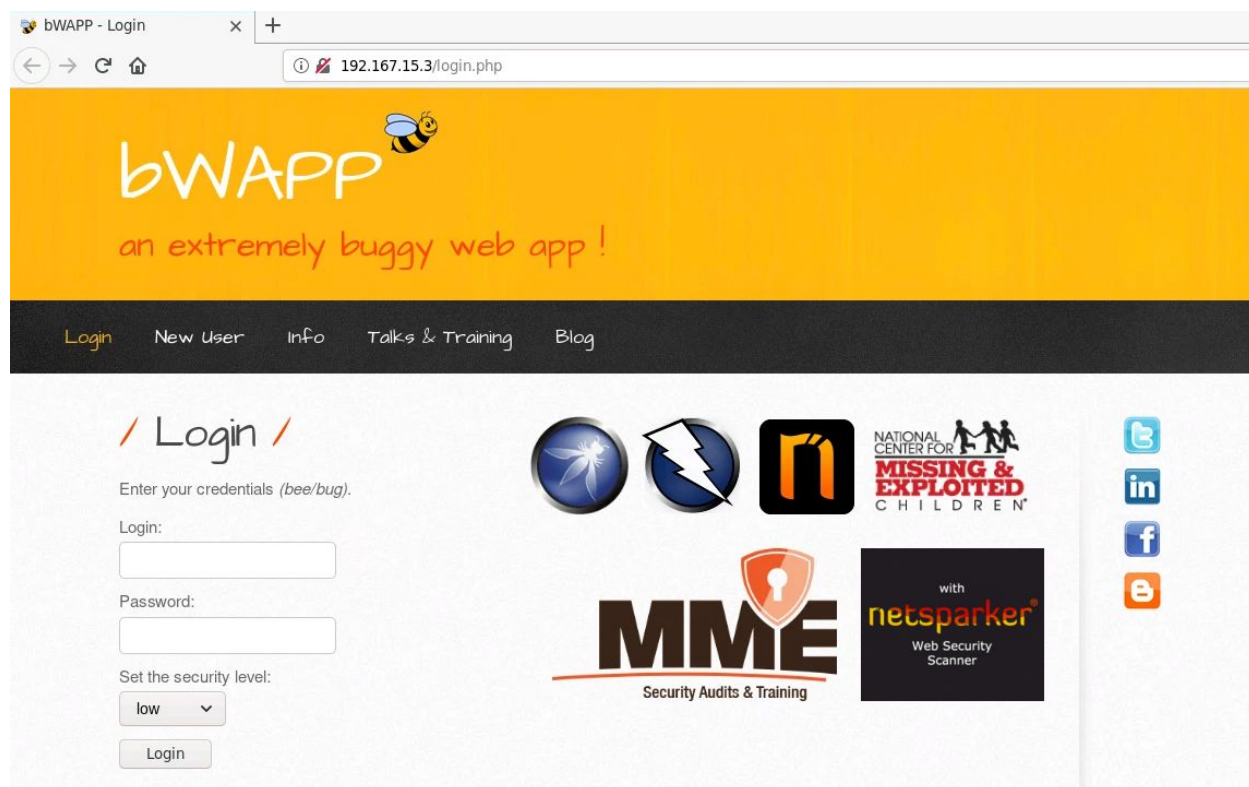 bWAPP - Login
192.167.15.3/login.php
bWAPP
an extremely buggy web app !
Login New User Info Talks & Training Blog
/ Login /
Enter your credentials (bee/bug).
Login:
Password:
Set the security level:
low
Login
NATIONAL
CENTER FOR
MISSING &
EXPLOITED
CHILDREN®
MME
Security Audits & Training
with
netsparker®
Web Security
Scanner